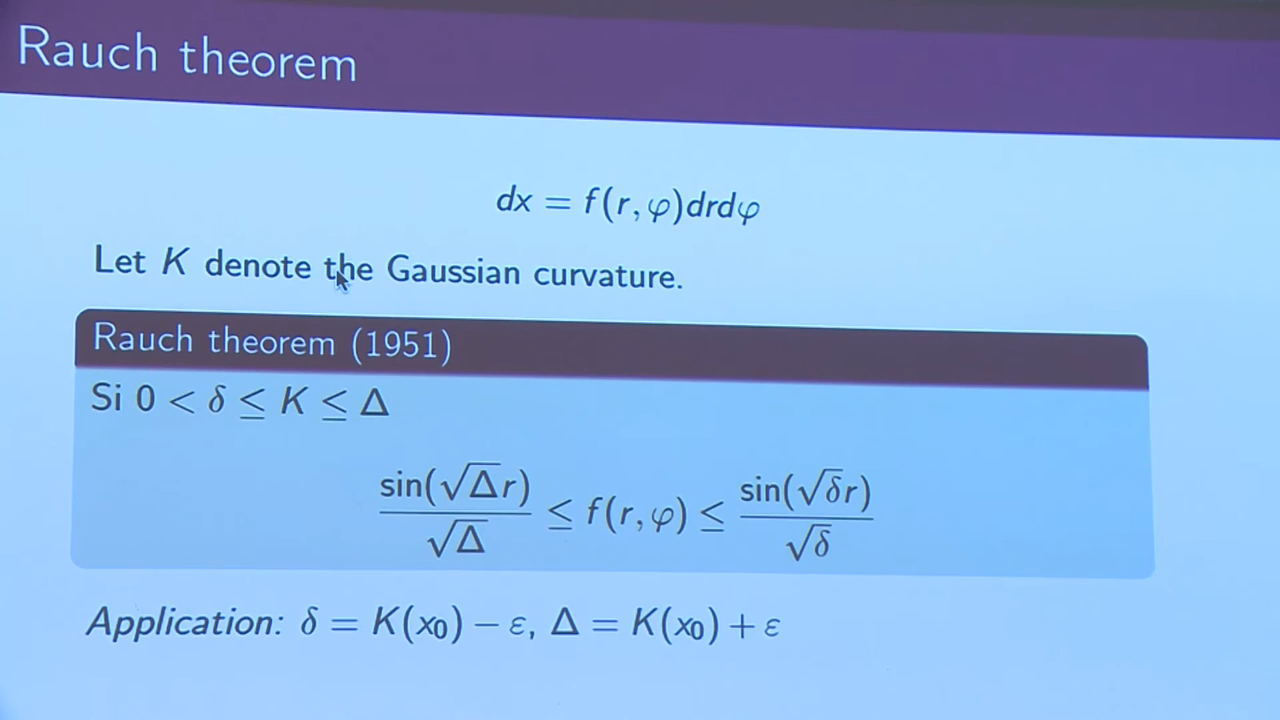 Rauch theorem
dx = f(r, φ)drdφ
Let K denote the Gaussian curvature.
Rauch theorem (1951)
Si 0 < δ ≤ K ≤ Δ
sin(√Δr)/√Δ ≤ f(r, φ) ≤ sin(√δr)/√δ
Application: δ = K(x₀) − ε, Δ = K(x₀) + ε